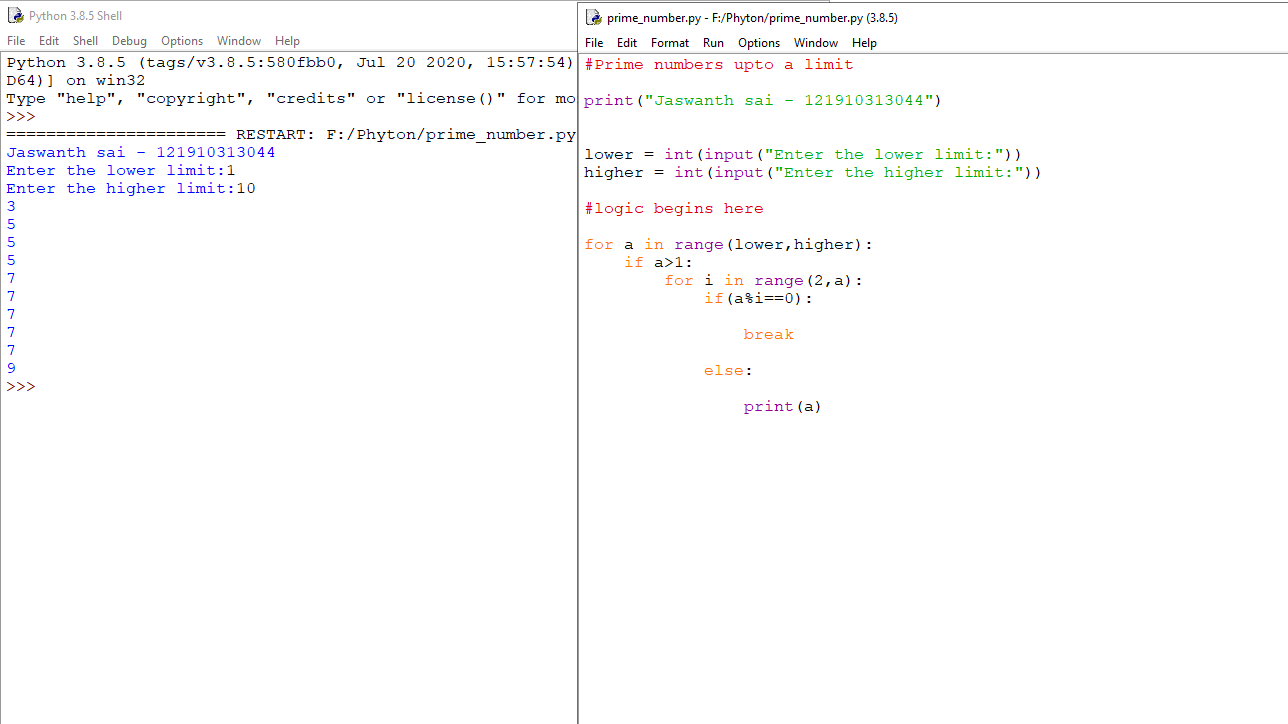 Python 3.8.5 Shell
File Edit Shell Debug Options Window Help
Python 3.8.5 (tags/v3.8.5:580fbb0, Jul 20 2020, 15:57:54)
D64)] on win32
Type "help", "copyright", "credits" or "license()" for mo
>>>
====================== RESTART: F:/Phyton/prime_number.py
Jaswanth sai - 121910313044
Enter the lower limit:1
Enter the higher limit:10
3
5
5
5
7
7
7
7
7
9
>>>
prime_number.py - F:/Phyton/prime_number.py (3.8.5)
File Edit Format Run Options Window Help
#Prime numbers upto a limit
print("Jaswanth sai - 121910313044")
lower = int(input("Enter the lower limit:"))
higher = int(input("Enter the higher limit:"))
#logic begins here
for a in range(lower,higher):
    if a>1:
        for i in range(2,a):
            if(a%i==0):
                break
            else:
                print(a)